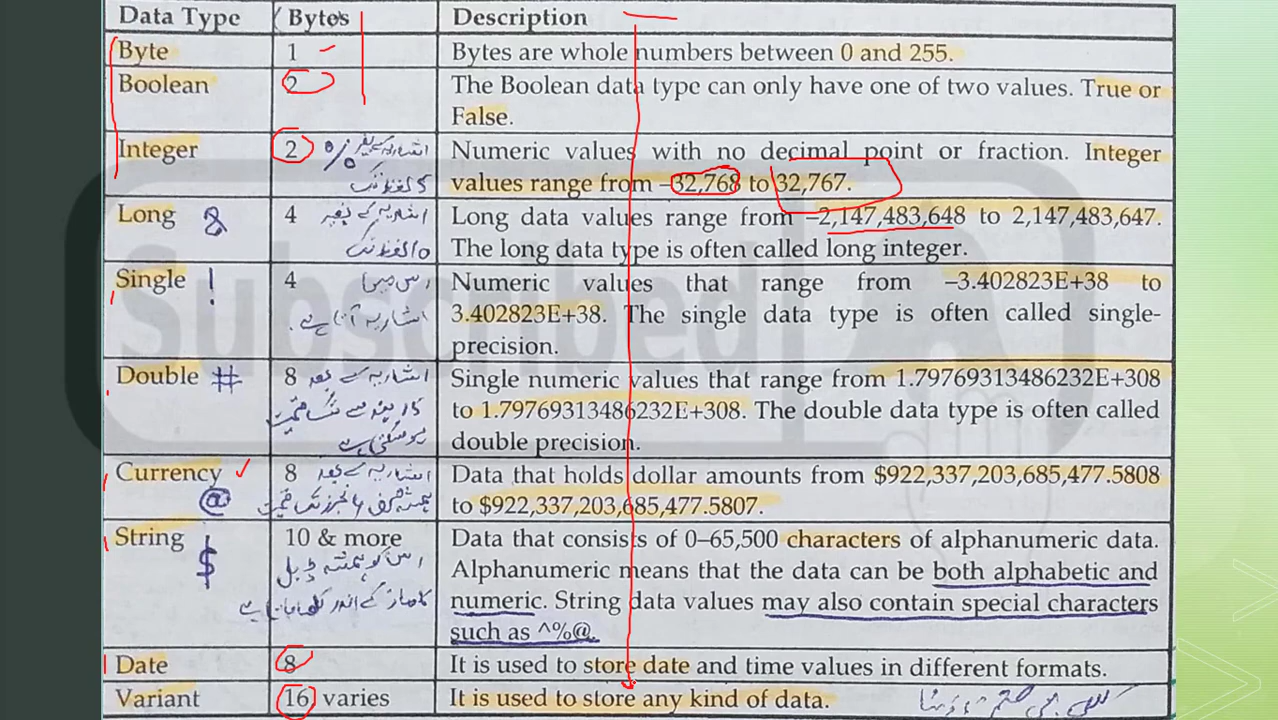 Data Type Bytes Description
Byte 1 Bytes are whole numbers between 0 and 255.
Boolean 2 The Boolean data type can only have one of two values. True or
False.
Integer 2 % Numeric values with no decimal point or fraction. Integer
values range from –32,768 to 32,767.
Long & 4 Long data values range from –2,147,483,648 to 2,147,483,647.
The long data type is often called long integer.
Single ! 4 Numeric values that range from –3.402823E+38 to
3.402823E+38. The single data type is often called single-
precision.
Double # 8 Single numeric values that range from 1.79769313486232E+308
to 1.79769313486232E+308. The double data type is often called
double precision.
Currency 8 Data that holds dollar amounts from $922,337,203,685,477.5808
@ to $922,337,203,685,477.5807.
String 10 & more Data that consists of 0–65,500 characters of alphanumeric data.
$ Alphanumeric means that the data can be both alphabetic and
numeric. String data values may also contain special characters
such as ^%@.
Date 8 It is used to store date and time values in different formats.
Variant 16 varies It is used to store any kind of data.
Subscribed